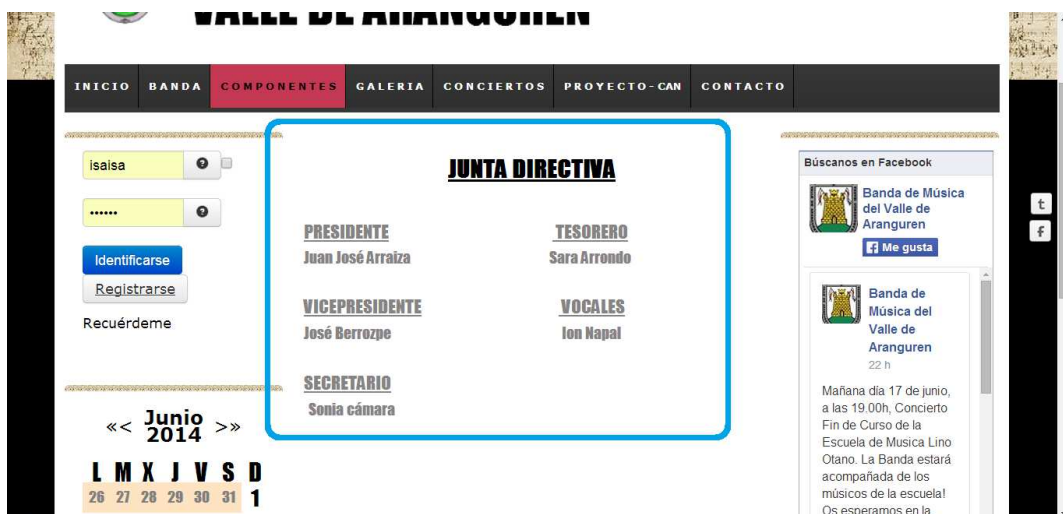 VALLE DE ARANGUREN
INICIO BANDA COMPONENTES GALERIA CONCIERTOS PROYECTO-CAN CONTACTO
isaisa
••••••
Identificarse
Registrarse
Recuérdeme
«< Junio >»
2014
L M X J V S D
26 27 28 29 30 31 1
JUNTA DIRECTIVA
PRESIDENTE
Juan José Arraiza
TESORERO
Sara Arrondo
VICEPRESIDENTE
José Berrozpe
VOCALES
Ion Napal
SECRETARIO
Sonia cámara
Búscanos en Facebook
Banda de Música
del Valle de
Aranguren
Me gusta
Banda de
Música del
Valle de
Aranguren
22 h
Mañana día 17 de junio,
a las 19.00h, Concierto
Fin de Curso de la
Escuela de Musica Lino
Otano. La Banda estará
acompañada de los
músicos de la escuela!
Os esperamos en la
t
f